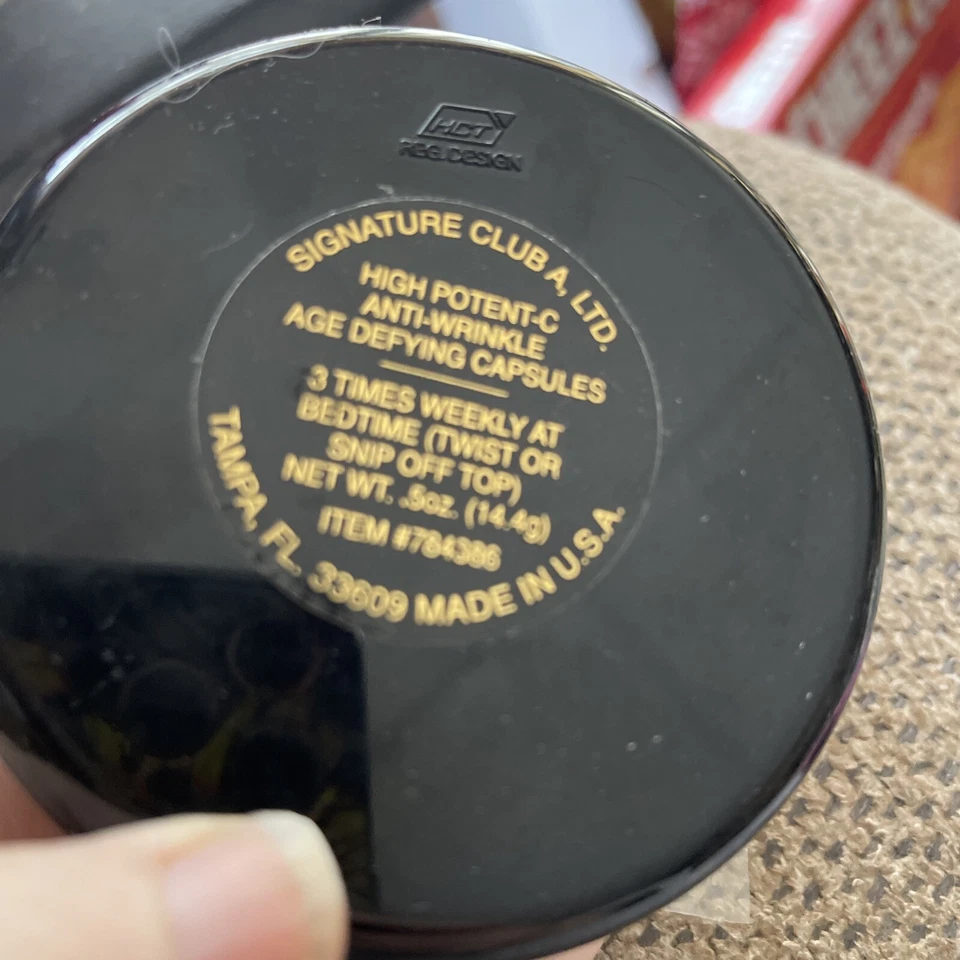 HCT
REG. DESIGN
SIGNATURE CLUB A, LTD.
HIGH POTENT-C
ANTI-WRINKLE
AGE DEFYING CAPSULES
3 TIMES WEEKLY AT
BEDTIME (TWIST OR
SNIP OFF TOP)
NET WT. .5oz. (14.4g)
ITEM #784386
TAMPA, FL. 33609 MADE IN U.S.A.
CHEEZ